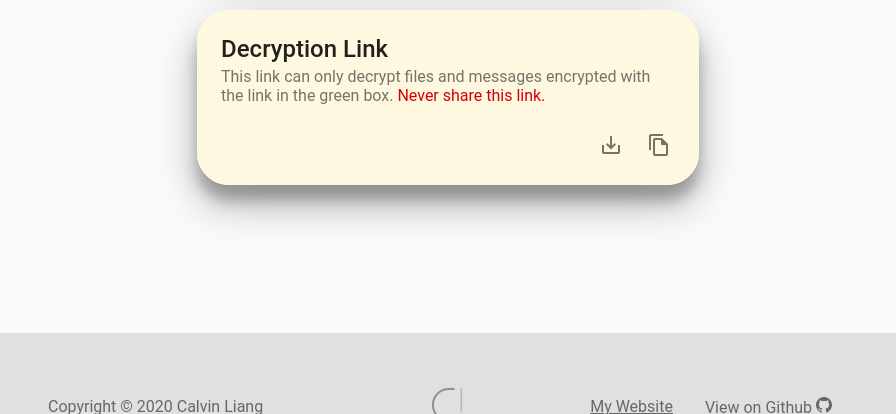 Decryption Link
This link can only decrypt files and messages encrypted with
the link in the green box. Never share this link.
Copyright © 2020 Calvin Liang
My Website
View on Github